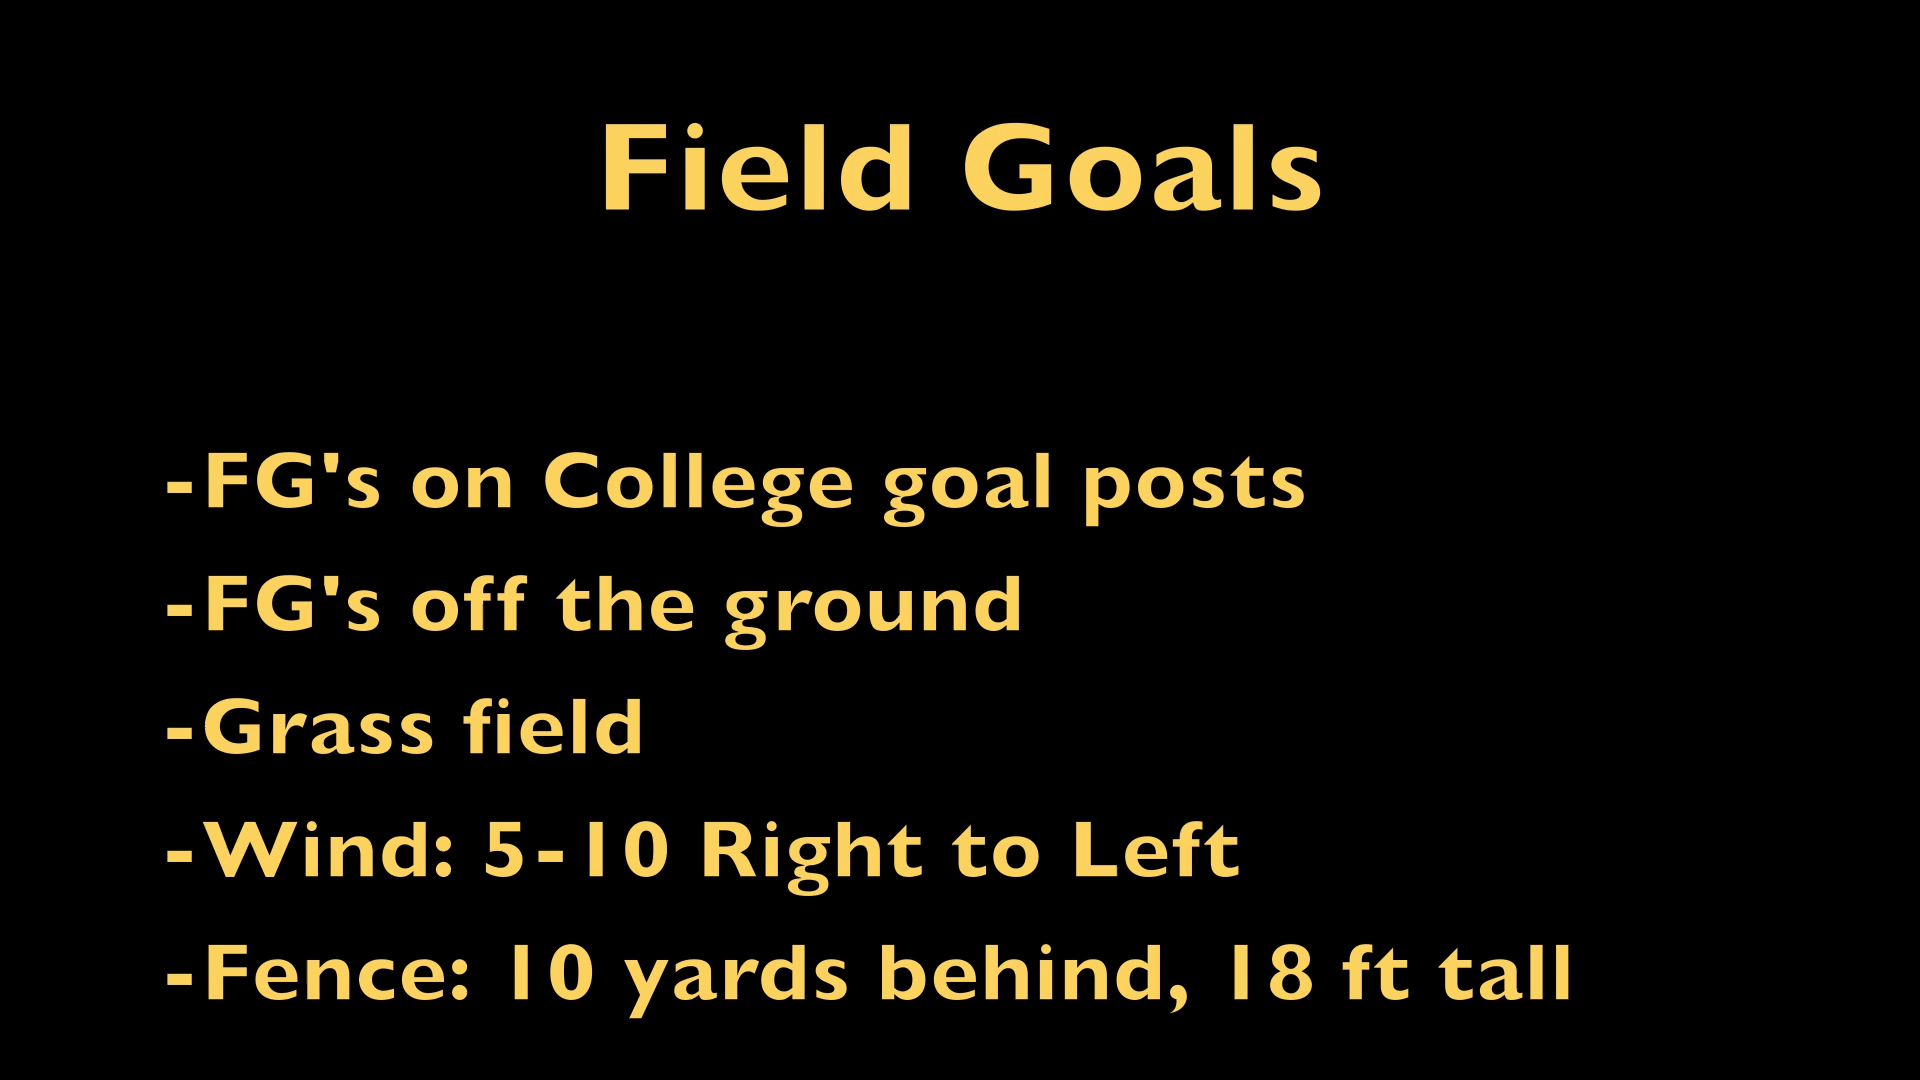 Field Goals
-FG's on College goal posts
-FG's off the ground
-Grass field
-Wind: 5-10 Right to Left
-Fence: 10 yards behind, 18 ft tall